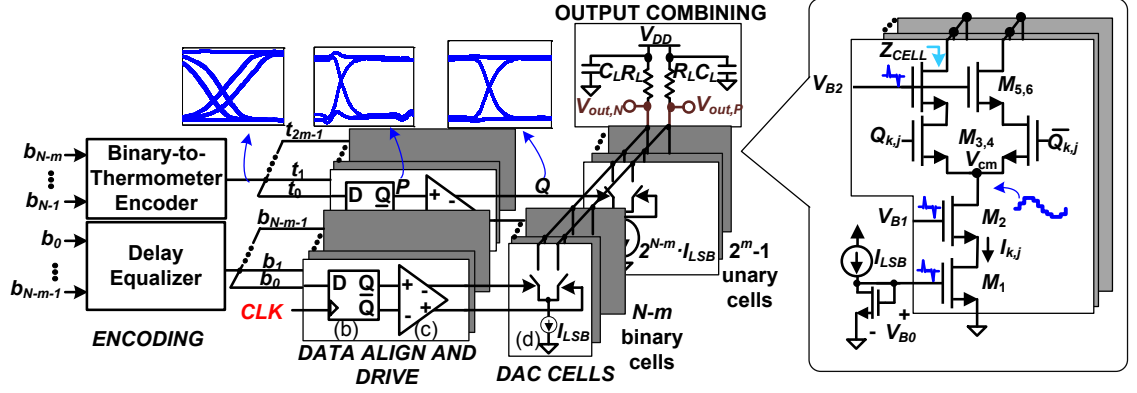 OUTPUT COMBINING
V_DD
C_L R_L
R_L C_L
V_out,N
V_out,P
t_2m-1
t_1
t_0
P
Q
b_N-m
b_N-1
Binary-to-
Thermometer
Encoder
D Q
Q̅
+ -
b_N-m-1
b_0
b_N-m-1
Delay
Equalizer
b_1
b_0
CLK
D Q
Q̅
+ +
- -
(b)
(c)
(d)
I_LSB
2^N-m·I_LSB
2^m-1
unary
cells
N-m
binary
cells
ENCODING
DATA ALIGN AND
DRIVE
DAC CELLS
Z_CELL
V_B2
M_5,6
Q_k,j
M_3,4
Q̅_k,j
V_cm
V_B1
M_2
I_LSB
I_k,j
M_1
+
- V_B0